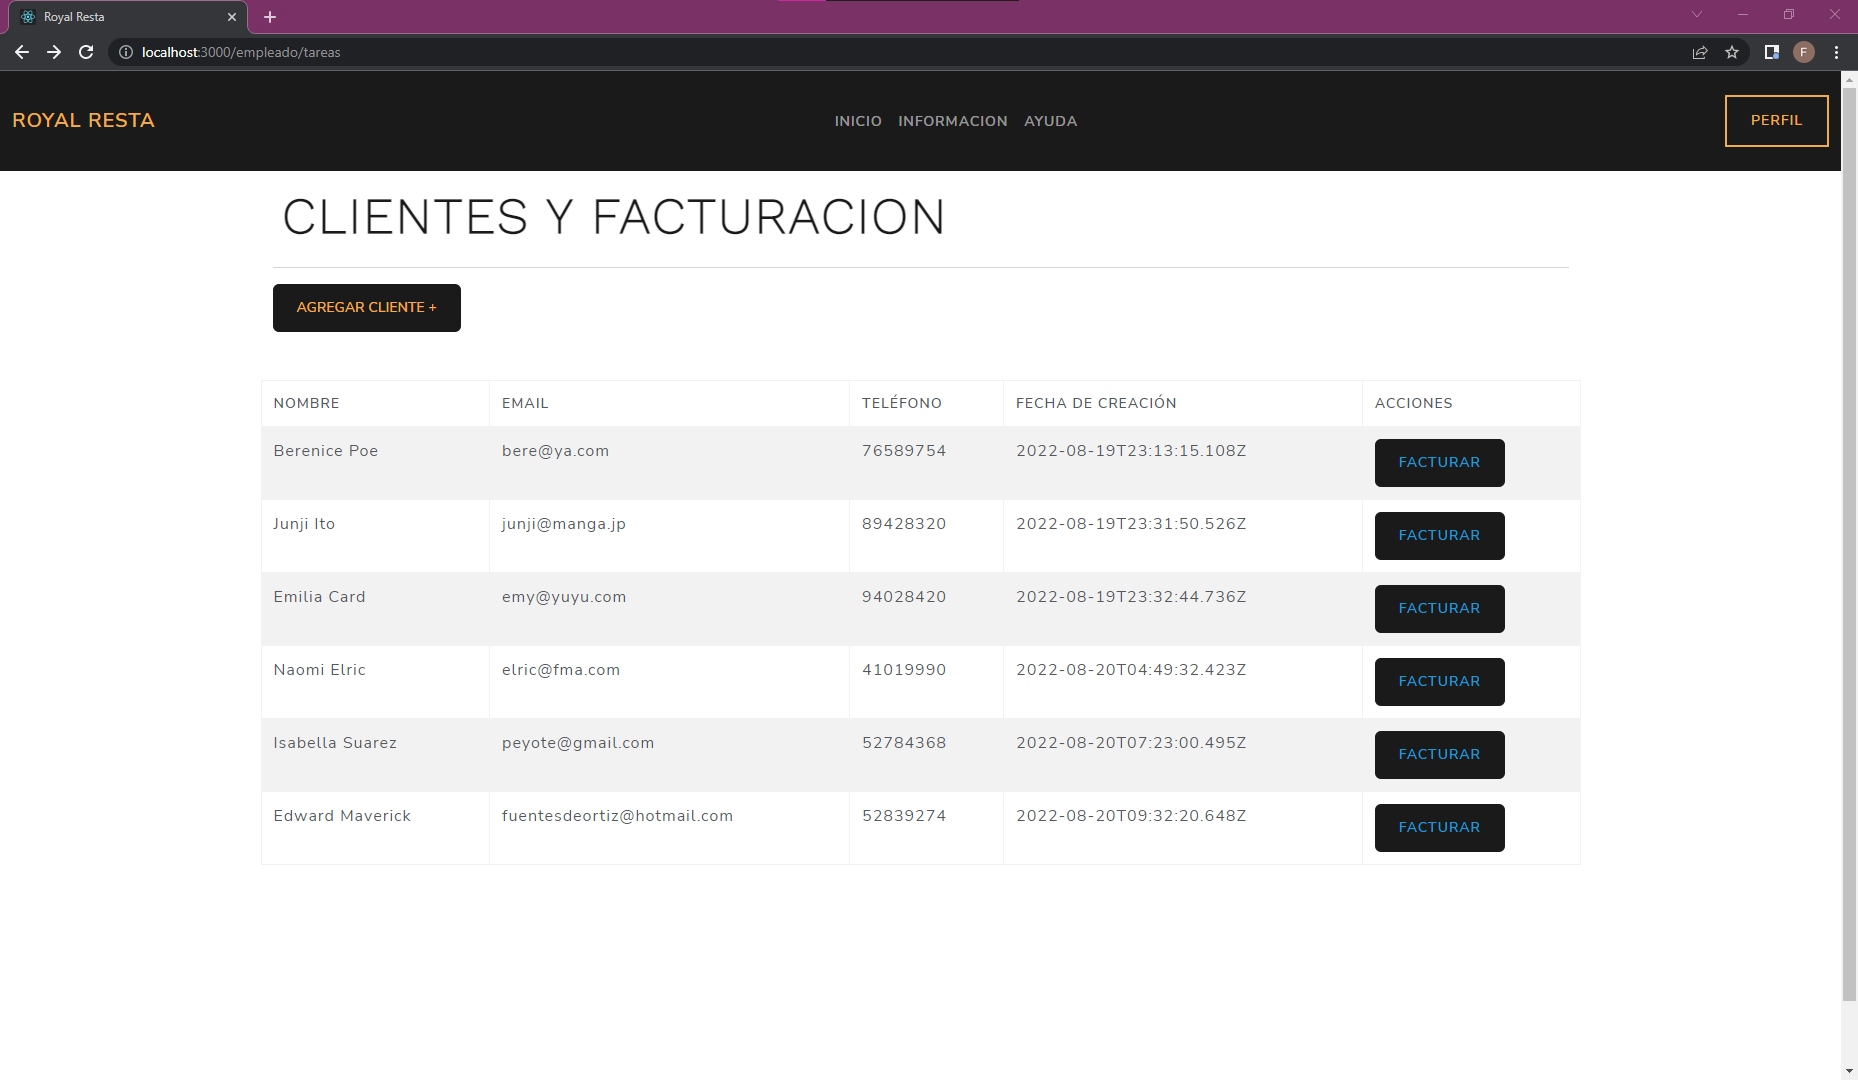 Royal Resta
localhost:3000/empleado/tareas
F
ROYAL RESTA
INICIO INFORMACION AYUDA
PERFIL
CLIENTES Y FACTURACION
AGREGAR CLIENTE +
NOMBRE EMAIL TELÉFONO FECHA DE CREACIÓN ACCIONES
Berenice Poe bere@ya.com 76589754 2022-08-19T23:13:15.108Z FACTURAR
Junji Ito junji@manga.jp 89428320 2022-08-19T23:31:50.526Z FACTURAR
Emilia Card emy@yuyu.com 94028420 2022-08-19T23:32:44.736Z FACTURAR
Naomi Elric elric@fma.com 41019990 2022-08-20T04:49:32.423Z FACTURAR
Isabella Suarez peyote@gmail.com 52784368 2022-08-20T07:23:00.495Z FACTURAR
Edward Maverick fuentesdeortiz@hotmail.com 52839274 2022-08-20T09:32:20.648Z FACTURAR